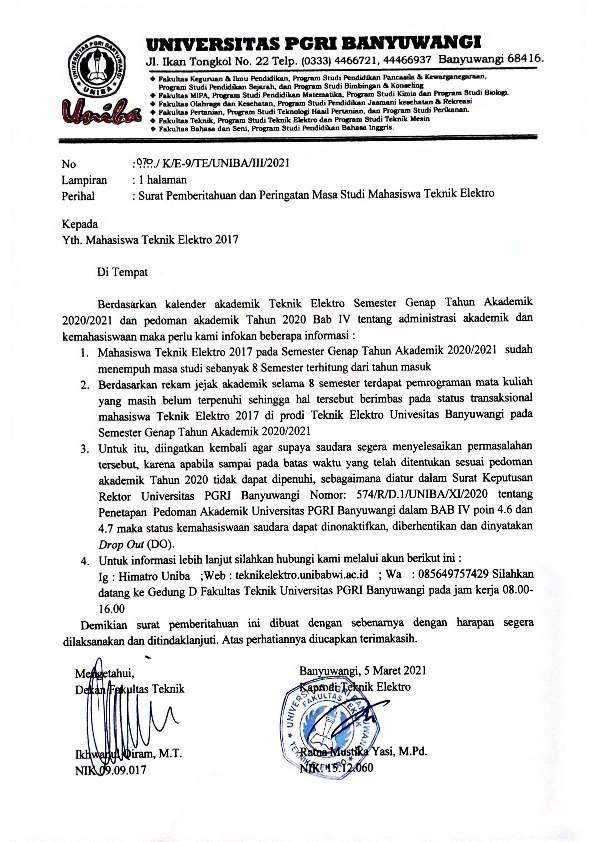 UNIVERSITAS PGRI BANYUWANGI
Jl. Ikan Tongkol No. 22 Telp. (0333) 4466721, 44466937 Banyuwangi 68416.
❖ Fakultas Keguruan & Ilmu Pendidikan, Program Studi Pendidikan Pancasila & Kewarganegaraan,
Program Studi Pendidikan Sejarah, dan Program Studi Bimbingan & Konseling
❖ Fakultas MIPA, Program Studi Pendidikan Matematika, Program Studi Kimia dan Program Studi Biologi.
❖ Fakultas Olahraga dan Kesehatan, Program Studi Pendidikan Jasmani kesehatan & Rekreasi
❖ Fakultas Pertanian, Program Studi Teknologi Hasil Pertanian, dan Program Studi Perikanan.
❖ Fakultas Teknik, Program Studi Teknik Elektro dan Program Studi Teknik Mesin
❖ Fakultas Bahasa dan Seni, Program Studi Pendidikan Bahasa Inggris.
UNIVERSITAS PGRI BANYUWANGI
UNIBA
Uniba
No : / K/E-9/TE/UNIBA/III/2021
Lampiran : 1 halaman
Perihal : Surat Pemberitahuan dan Peringatan Masa Studi Mahasiswa Teknik Elektro
Kepada
Yth. Mahasiswa Teknik Elektro 2017
Di Tempat
Berdasarkan kalender akademik Teknik Elektro Semester Genap Tahun Akademik
2020/2021 dan pedoman akademik Tahun 2020 Bab IV tentang administrasi akademik dan
kemahasiswaan maka perlu kami infokan beberapa informasi :
1. Mahasiswa Teknik Elektro 2017 pada Semester Genap Tahun Akademik 2020/2021 sudah
menempuh masa studi sebanyak 8 Semester terhitung dari tahun masuk
2. Berdasarkan rekam jejak akademik selama 8 semester terdapat pemrograman mata kuliah
yang masih belum terpenuhi sehingga hal tersebut berimbas pada status transaksional
mahasiswa Teknik Elektro 2017 di prodi Teknik Elektro Univesitas Banyuwangi pada
Semester Genap Tahun Akademik 2020/2021
3. Untuk itu, diingatkan kembali agar supaya saudara segera menyelesaikan permasalahan
tersebut, karena apabila sampai pada batas waktu yang telah ditentukan sesuai pedoman
akademik Tahun 2020 tidak dapat dipenuhi, sebagaimana diatur dalam Surat Keputusan
Rektor Universitas PGRI Banyuwangi Nomor: 574/R/D.1/UNIBA/XI/2020 tentang
Penetapan Pedoman Akademik Universitas PGRI Banyuwangi dalam BAB IV poin 4.6 dan
4.7 maka status kemahasiswaan saudara dapat dinonaktifkan, diberhentikan dan dinyatakan
Drop Out (DO).
4. Untuk informasi lebih lanjut silahkan hubungi kami melalui akun berikut ini :
Ig : Himatro Uniba ;Web : teknikelektro.unibabwi.ac.id ; Wa : 085649757429 Silahkan
datang ke Gedung D Fakultas Teknik Universitas PGRI Banyuwangi pada jam kerja 08.00-
16.00
Demikian surat pemberitahuan ini dibuat dengan sebenarnya dengan harapan segera
dilaksanakan dan ditindaklanjuti. Atas perhatiannya diucapkan terimakasih.
Mengetahui,
Dekan Fakultas Teknik
Ikhwanul Qiram, M.T.
NIK 09.09.017
Banyuwangi, 5 Maret 2021
Kaprodi Teknik Elektro
FAKULTAS TEKNIK
TEKNIK ELEKTRO
Ratna Mustika Yasi, M.Pd.
NIK. 15.12.060